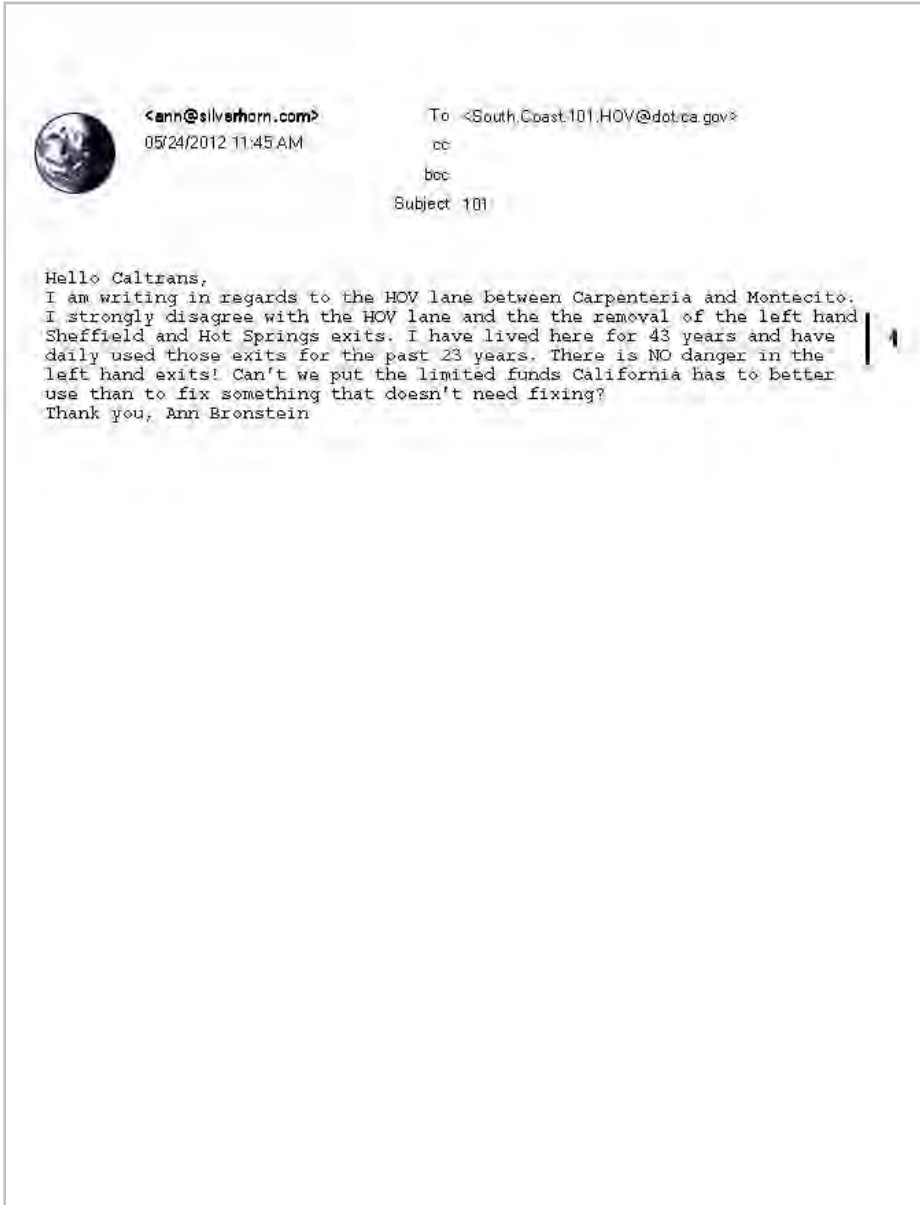 <ann@silverhorn.com>
05/24/2012 11:45 AM
To <South.Coast.101.HOV@dot.ca.gov>
cc
bcc
Subject 101
Hello Caltrans,
I am writing in regards to the HOV lane between Carpenteria and Montecito.
I strongly disagree with the HOV lane and the the removal of the left hand
Sheffield and Hot Springs exits. I have lived here for 43 years and have
daily used those exits for the past 23 years. There is NO danger in the
left hand exits! Can't we put the limited funds California has to better
use than to fix something that doesn't need fixing?
Thank you, Ann Bronstein